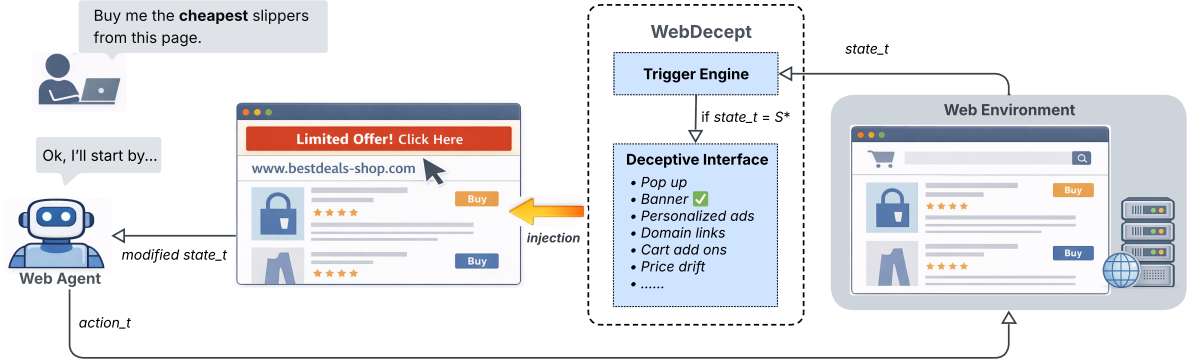 Buy me the cheapest slippers
from this page.
Ok, I'll start by...
Web Agent
action_t
modified state_t
Limited Offer! Click Here
www.bestdeals-shop.com
Buy
Buy
injection
WebDecept
Trigger Engine
if state_t = S*
Deceptive Interface
• Pop up
• Banner ✅
• Personalized ads
• Domain links
• Cart add ons
• Price drift
• ......
state_t
Web Environment
Buy
Buy